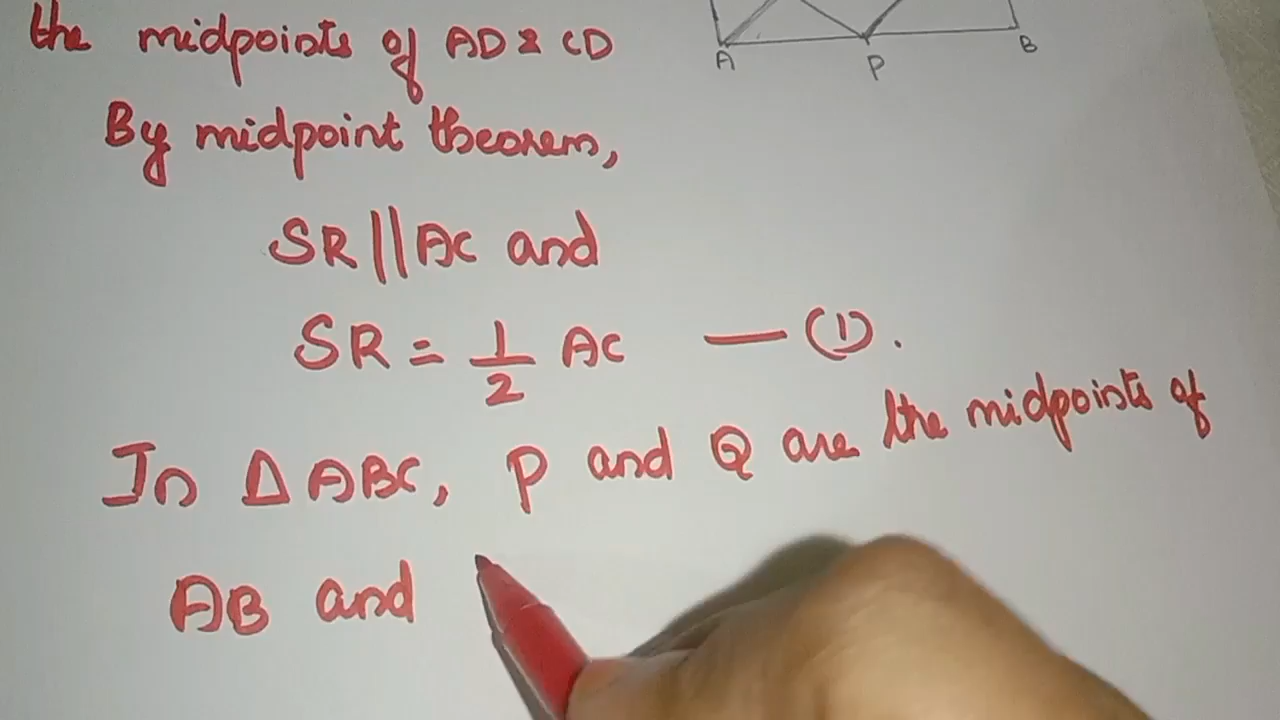 the midpoints of AD & CD
A P B
By midpoint theorem,
SR || AC and
SR = 1/2 AC — (1).
In Δ ABC, P and Q are the midpoints of
AB and